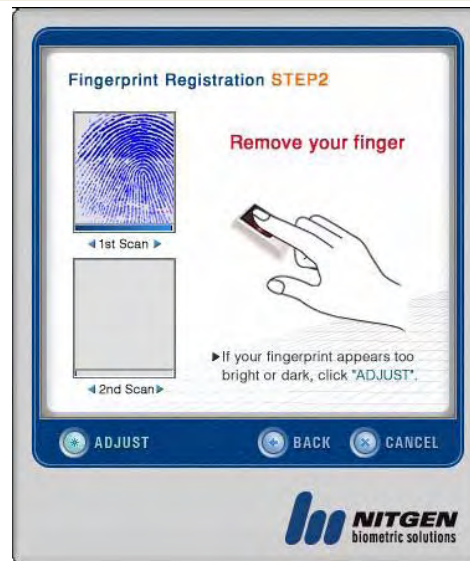 Fingerprint Registration STEP2
Remove your finger
◀ 1st Scan ▶
▶If your fingerprint appears too
bright or dark, click "ADJUST".
◀ 2nd Scan▶
ADJUST
BACK
CANCEL
NITGEN
biometric solutions